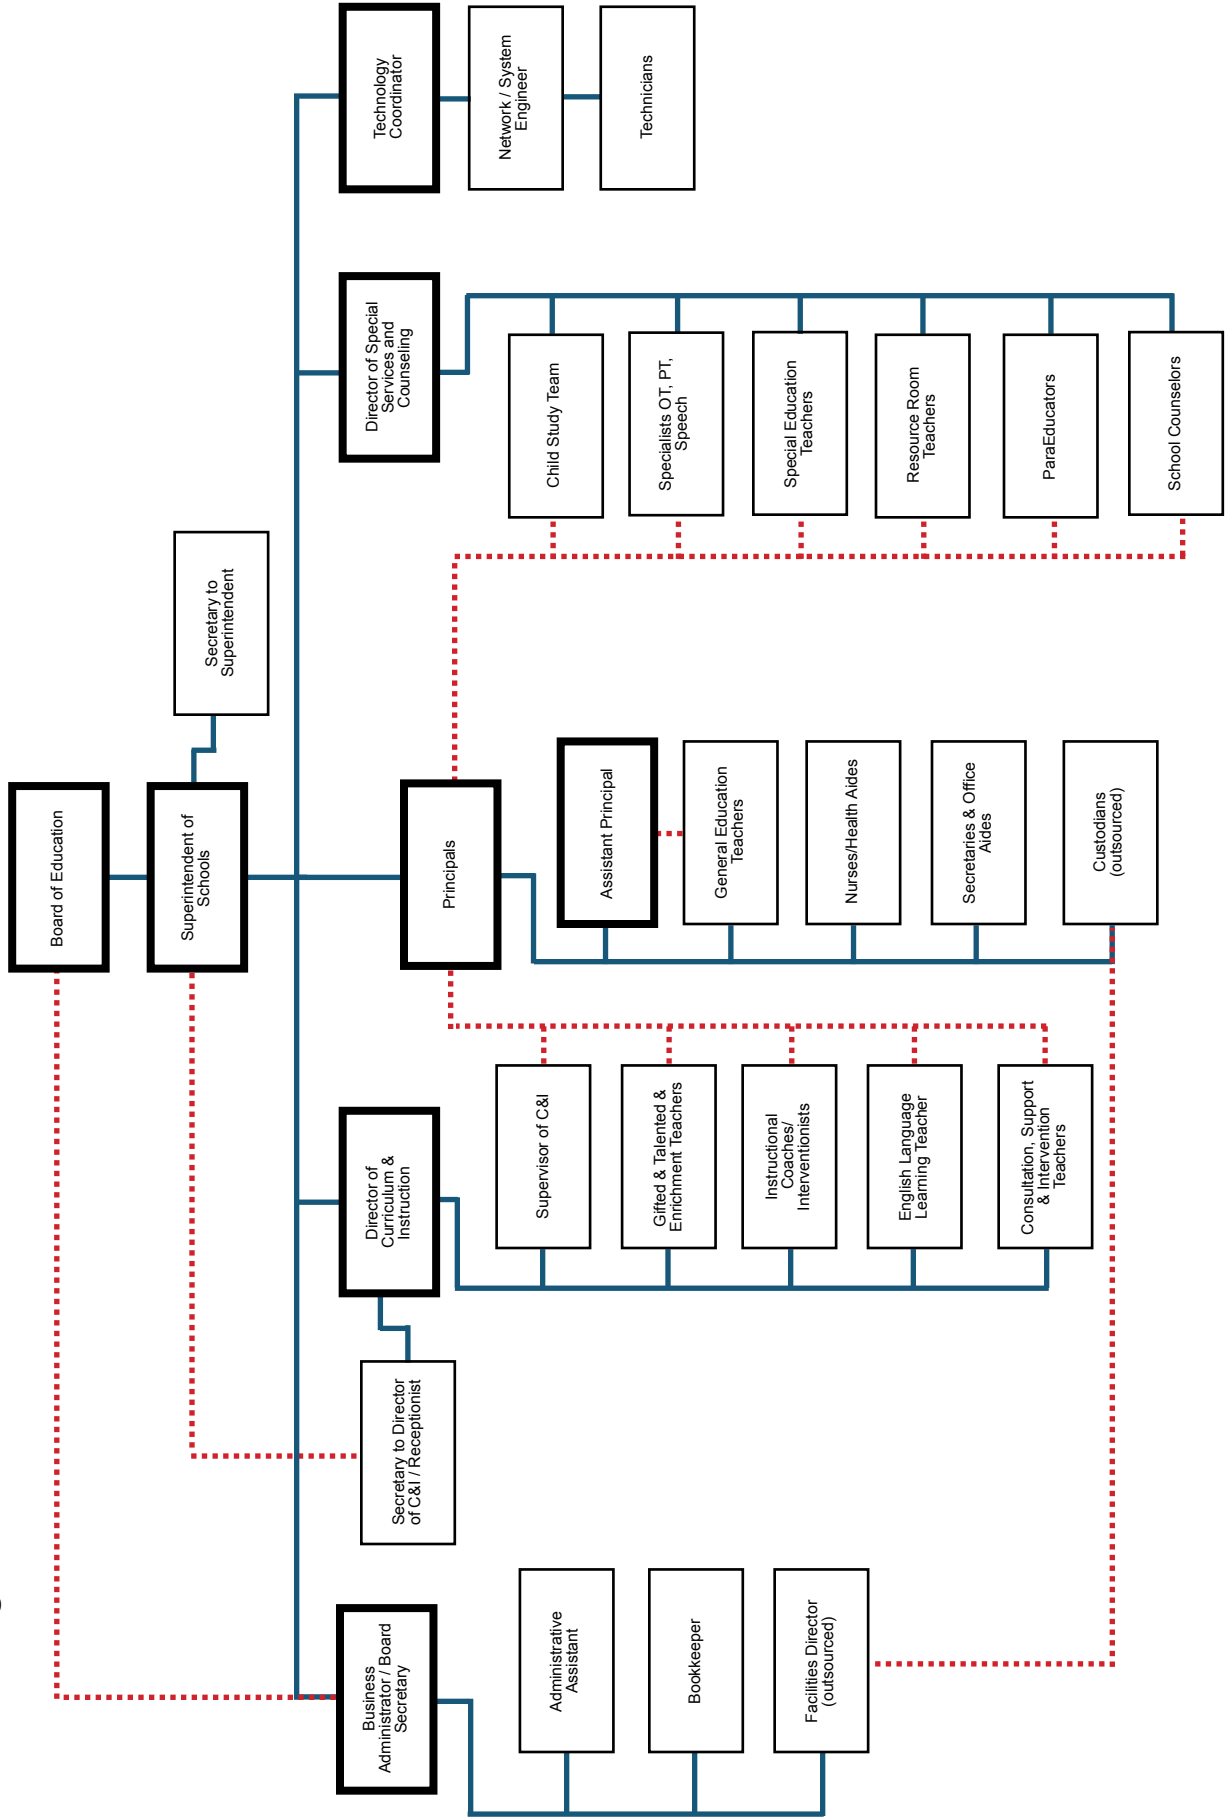 Board of Education
Superintendent of
Schools
Secretary to
Superintendent
Business
Administrator / Board
Secretary
Director of
Curriculum &
Instruction
Principals
Director of Special
Services and
Counseling
Technology
Coordinator
Secretary to Director
of C&I / Receptionist
Administrative
Assistant
Bookkeeper
Facilities Director
(outsourced)
Supervisor of C&I
Gifted & Talented &
Enrichment Teachers
Instructional
Coaches/
Interventionists
English Language
Learning Teacher
Consultation, Support
& Intervention
Teachers
Assistant Principal
General Education
Teachers
Nurses/Health Aides
Secretaries & Office
Aides
Custodians
(outsourced)
Child Study Team
Specialists OT, PT,
Speech
Special Education
Teachers
Resource Room
Teachers
ParaEducators
School Counselors
Network / System
Engineer
Technicians